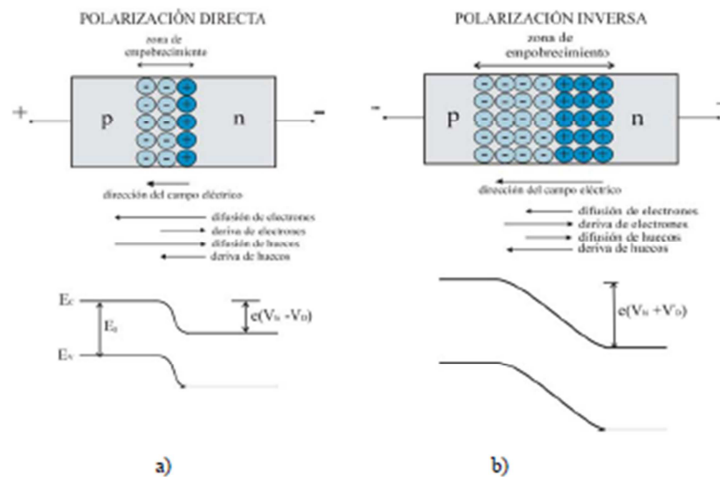 POLARIZACIÓN DIRECTA
zona de
empobrecimiento
+
p
n
-
dirección del campo eléctrico
difusión de electrones
deriva de electrones
difusión de huecos
deriva de huecos
E
E
E
e(V -V )
a)
POLARIZACIÓN INVERSA
zona de
empobrecimiento
-
p
n
dirección del campo eléctrico
difusión de electrones
deriva de electrones
difusión de huecos
deriva de huecos
e(V +V )
b)